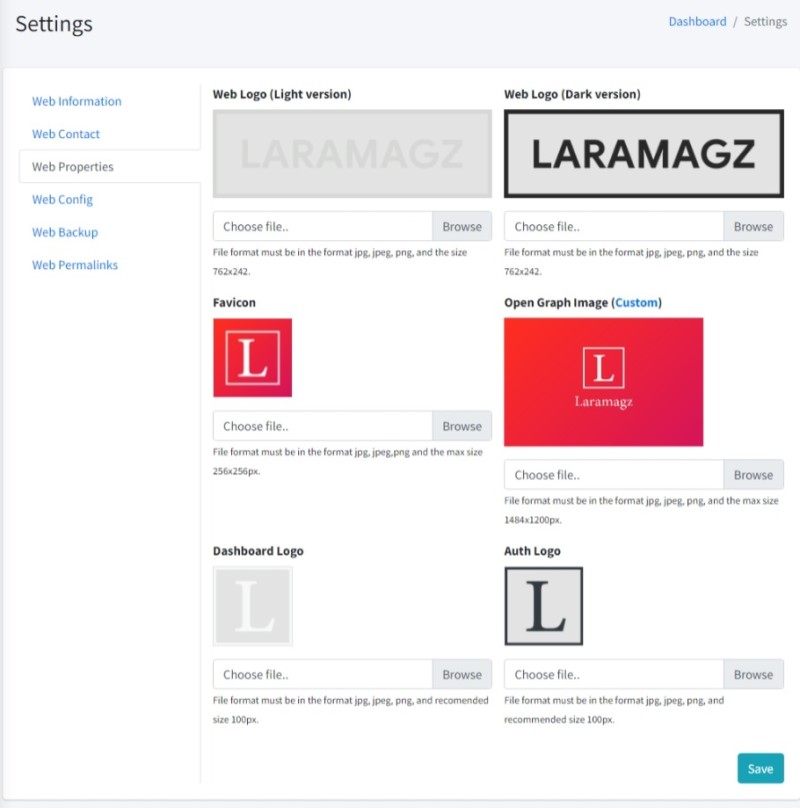 Settings
Dashboard / Settings
Web Information
Web Contact
Web Properties
Web Config
Web Backup
Web Permalinks
Web Logo (Light version)
LARAMAGZ
Choose file.. Browse
File format must be in the format jpg, jpeg, png, and the size
762x242.
Web Logo (Dark version)
LARAMAGZ
Choose file.. Browse
File format must be in the format jpg, jpeg, png, and the size
762x242.
Favicon
L
Choose file.. Browse
File format must be in the format jpg, jpeg,png and the max size
256x256px.
Open Graph Image (Custom)
L
Laramagz
Choose file.. Browse
File format must be in the format jpg, jpeg, png, and the max size
1484x1200px.
Dashboard Logo
L
Choose file.. Browse
File format must be in the format jpg, jpeg, png, and recomended
size 100px.
Auth Logo
L
Choose file.. Browse
File format must be in the format jpg, jpeg, png, and
recommended size 100px.
Save